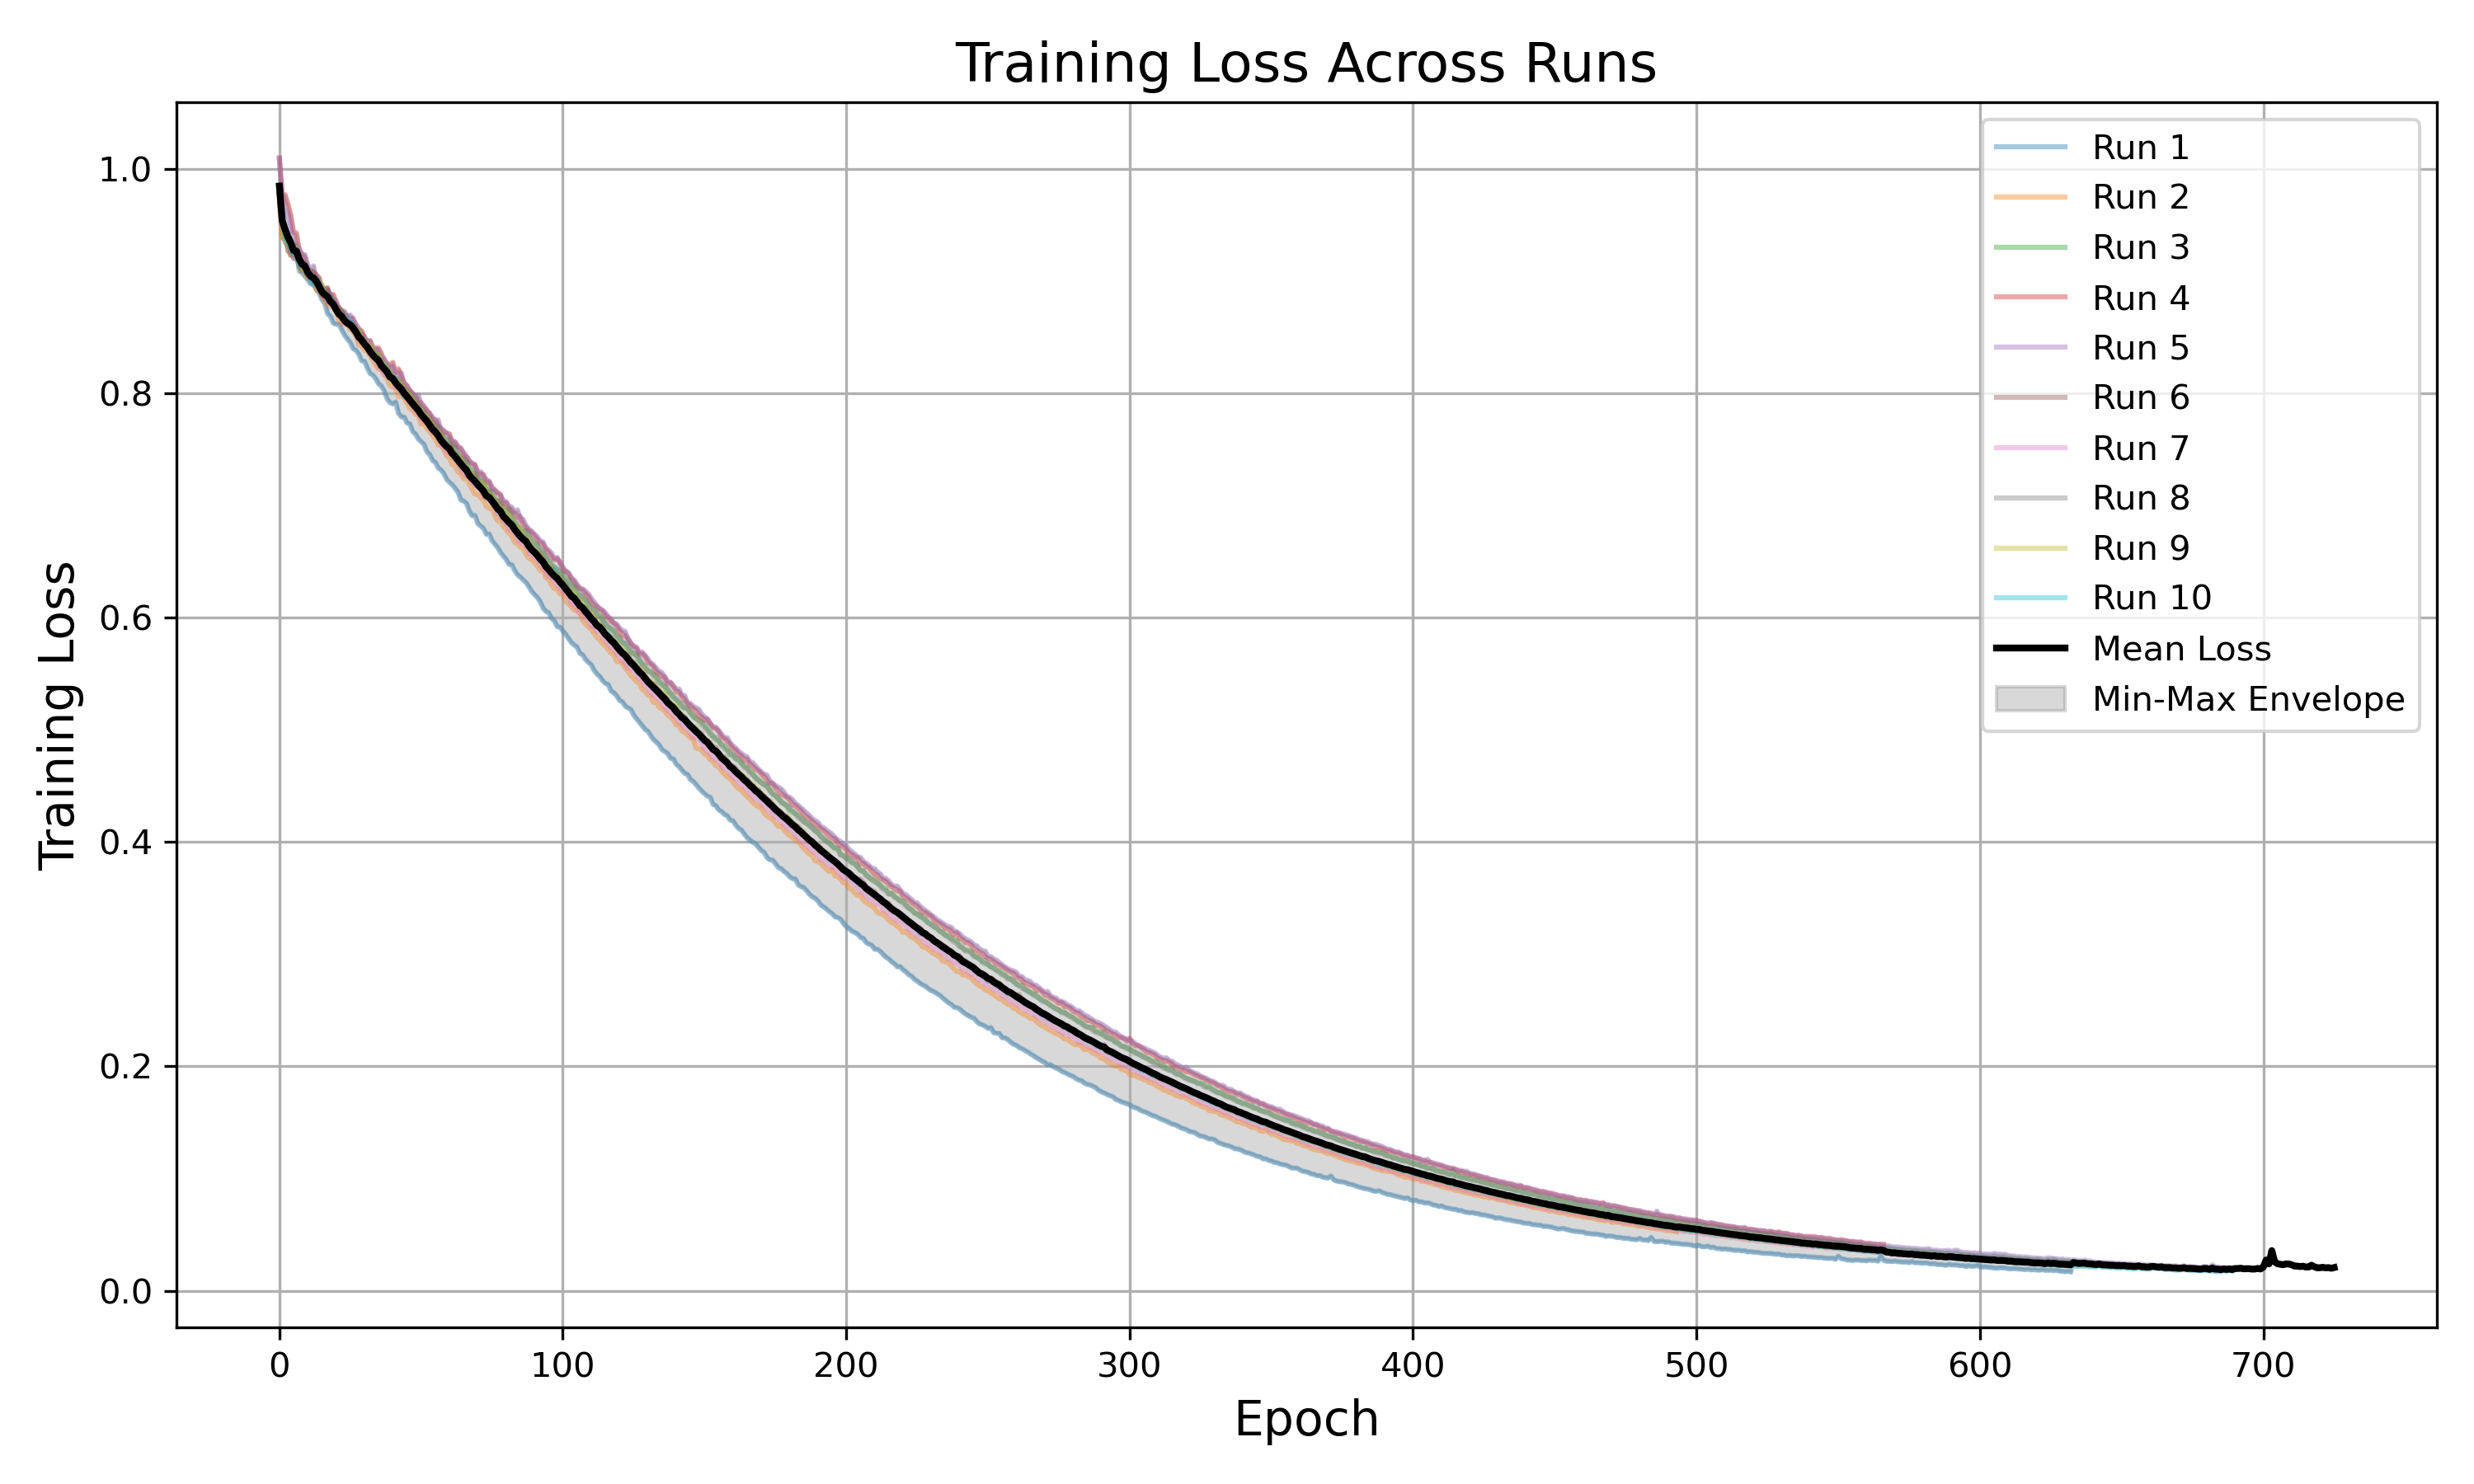 Training Loss Across Runs
Training Loss
1.0
0.8
0.6
0.4
0.2
0.0
Run 1
Run 2
Run 3
Run 4
Run 5
Run 6
Run 7
Run 8
Run 9
Run 10
Mean Loss
Min-Max Envelope
0 100 200 300 400 500 600 700
Epoch